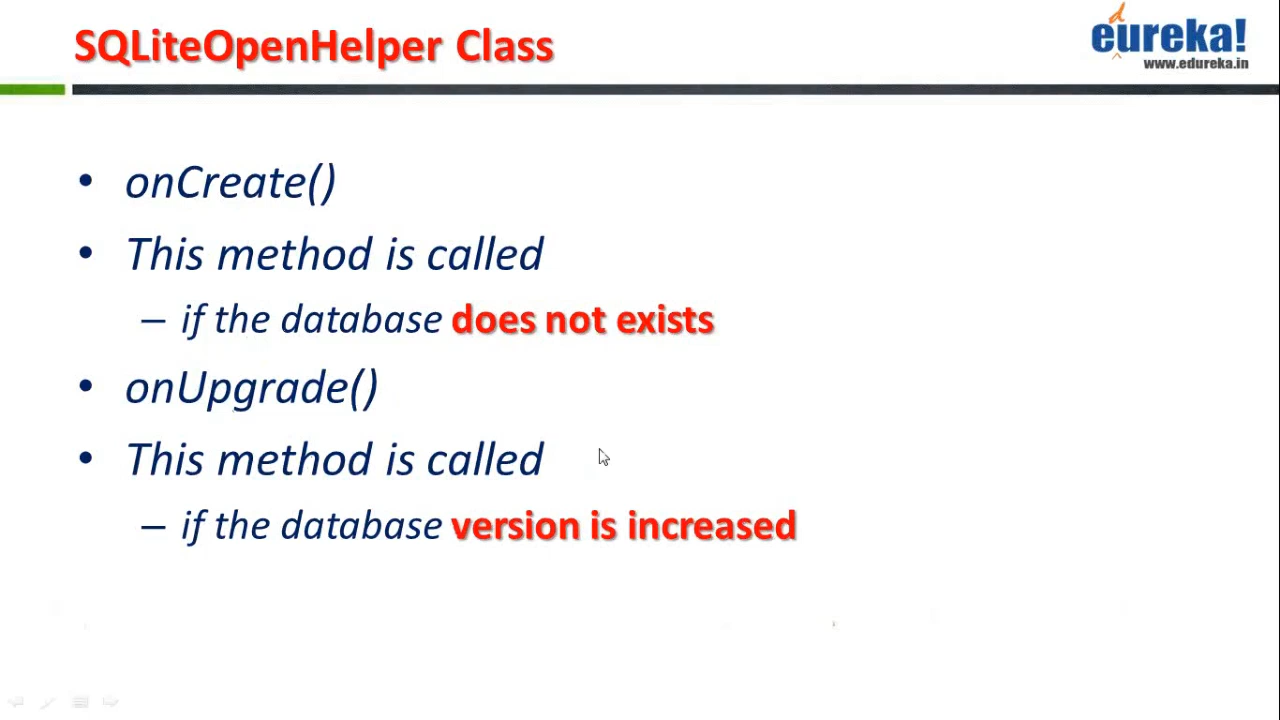 SQLiteOpenHelper Class
edureka!
www.edureka.in
• onCreate()
• This method is called
– if the database does not exists
• onUpgrade()
• This method is called
– if the database version is increased